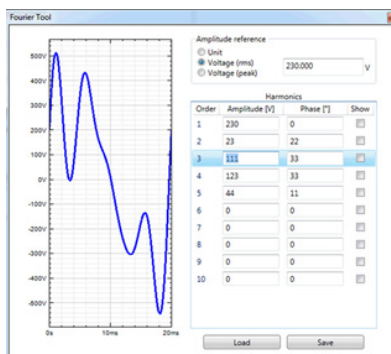 Fourier Tool
500V
400V
300V
200V
100V
0V
-100V
-200V
-300V
-400V
-500V
-600V
0s
10ms
20ms
Amplitude reference
Unit
Voltage (rms)
Voltage (peak)
230.000
V
Harmonics
Order Amplitude [V] Phase [°] Show
1 230 0
2 23 22
3 111 33
4 123 33
5 44 11
6 0 0
7 0 0
8 0 0
9 0 0
10 0 0
Load Save